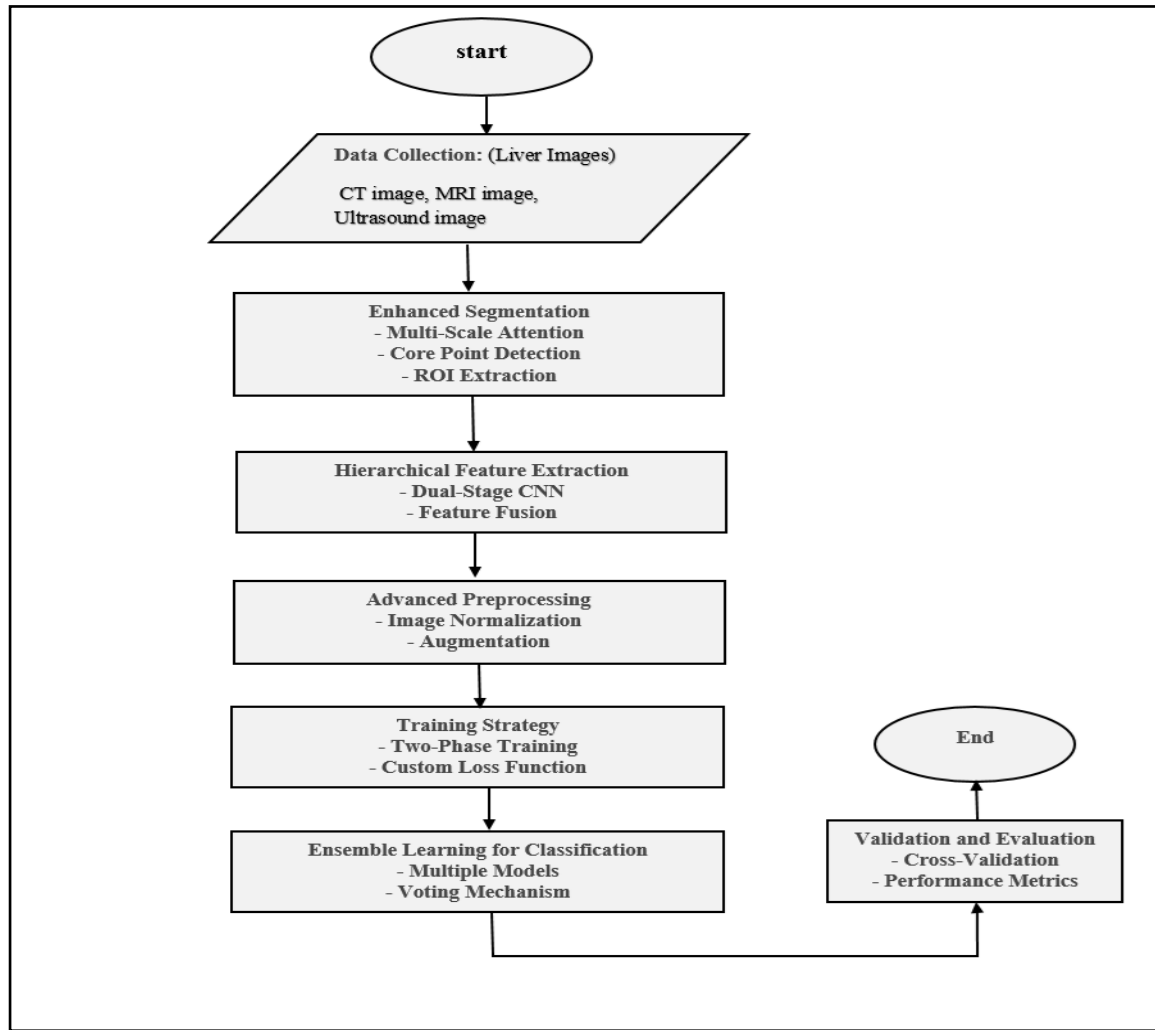 start
Data Collection: (Liver Images)
CT image, MRI image,
Ultrasound image
Enhanced Segmentation
- Multi-Scale Attention
- Core Point Detection
- ROI Extraction
Hierarchical Feature Extraction
- Dual-Stage CNN
- Feature Fusion
Advanced Preprocessing
- Image Normalization
- Augmentation
Training Strategy
- Two-Phase Training
- Custom Loss Function
Ensemble Learning for Classification
- Multiple Models
- Voting Mechanism
Validation and Evaluation
- Cross-Validation
- Performance Metrics
End